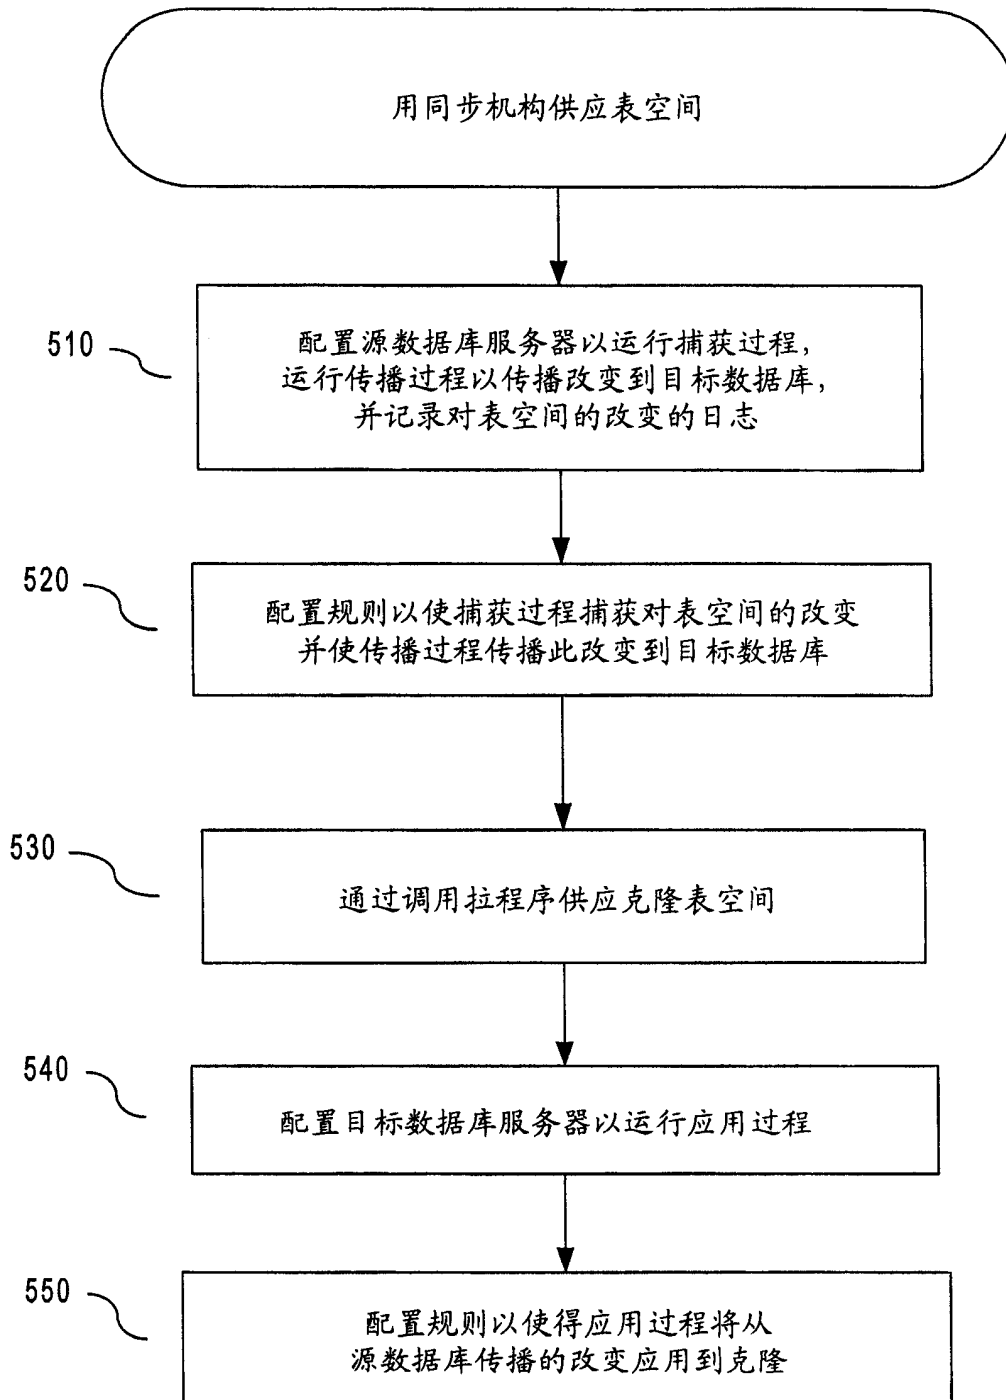 用同步机构供应表空间
510
配置源数据库服务器以运行捕获过程,
运行传播过程以传播改变到目标数据库,
并记录对表空间的改变的日志
520
配置规则以使捕获过程捕获对表空间的改变
并使传播过程传播此改变到目标数据库
530
通过调用拉程序供应克隆表空间
540
配置目标数据库服务器以运行应用过程
550
配置规则以使得应用过程将从
源数据库传播的改变应用到克隆